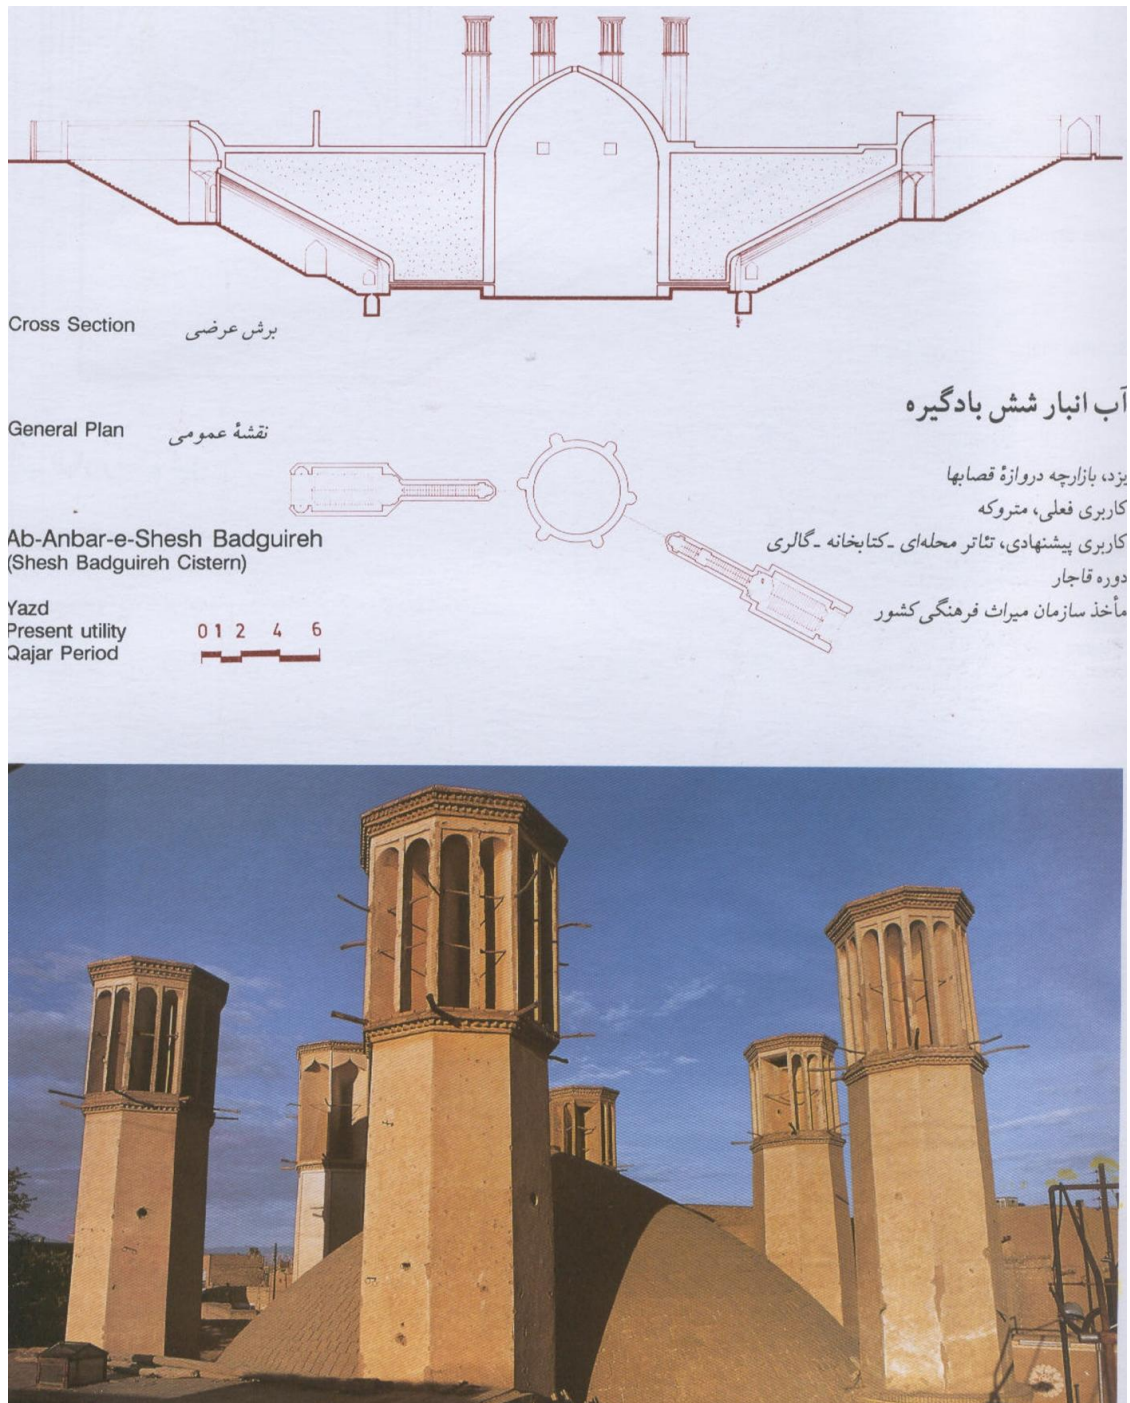 Cross Section برش عرضی
آب انبار شش بادگیره
General Plan نقشهٔ عمومی
یزد، بازارچه دروازهٔ قصابها
کاربری فعلی، متروکه
کاربری پیشنهادی، تئاتر محله‌ای ـ کتابخانه ـ گالری
دوره قاجار
مأخذ سازمان میراث فرهنگی کشور
Ab-Anbar-e-Shesh Badguireh
(Shesh Badguireh Cistern)
Yazd
Present utility
Qajar Period
0 1 2 4 6